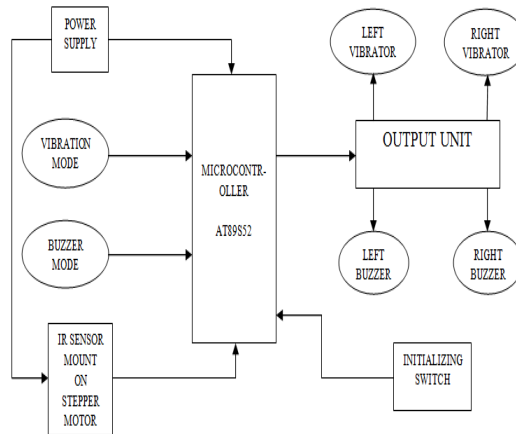 POWER
SUPPLY
LEFT
VIBRATOR
RIGHT
VIBRATOR
VIBRATION
MODE
MICROCONTR-
OLLER
AT89S52
OUTPUT UNIT
BUZZER
MODE
LEFT
BUZZER
RIGHT
BUZZER
IR SENSOR
MOUNT
ON
STEPPER
MOTOR
INITIALIZING
SWITCH